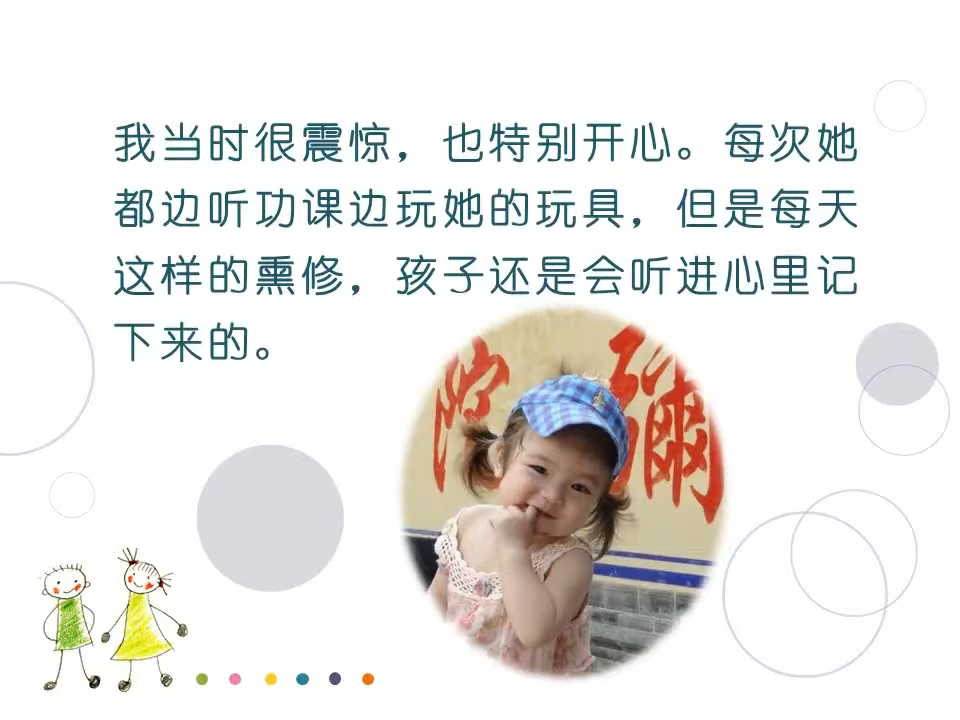 我当时很震惊，也特别开心。每次她
都边听功课边玩她的玩具，但是每天
这样的熏修，孩子还是会听进心里记
下来的。
陀 彌